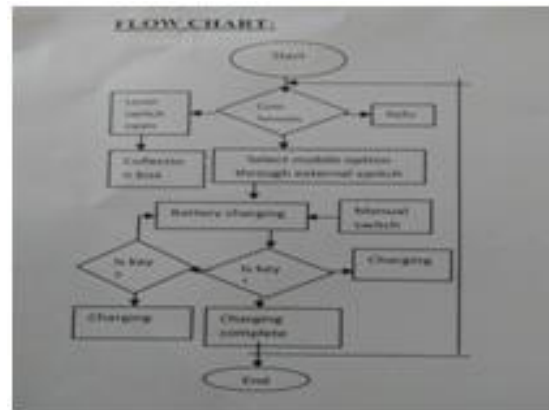 FLOW CHART:
Start
Coin
switch
open
Collectio
n Box
Select mobile option
through external switch
Battery charging
Manual
switch
Is key
Is key
Charging
Charging
Charging
complete
End